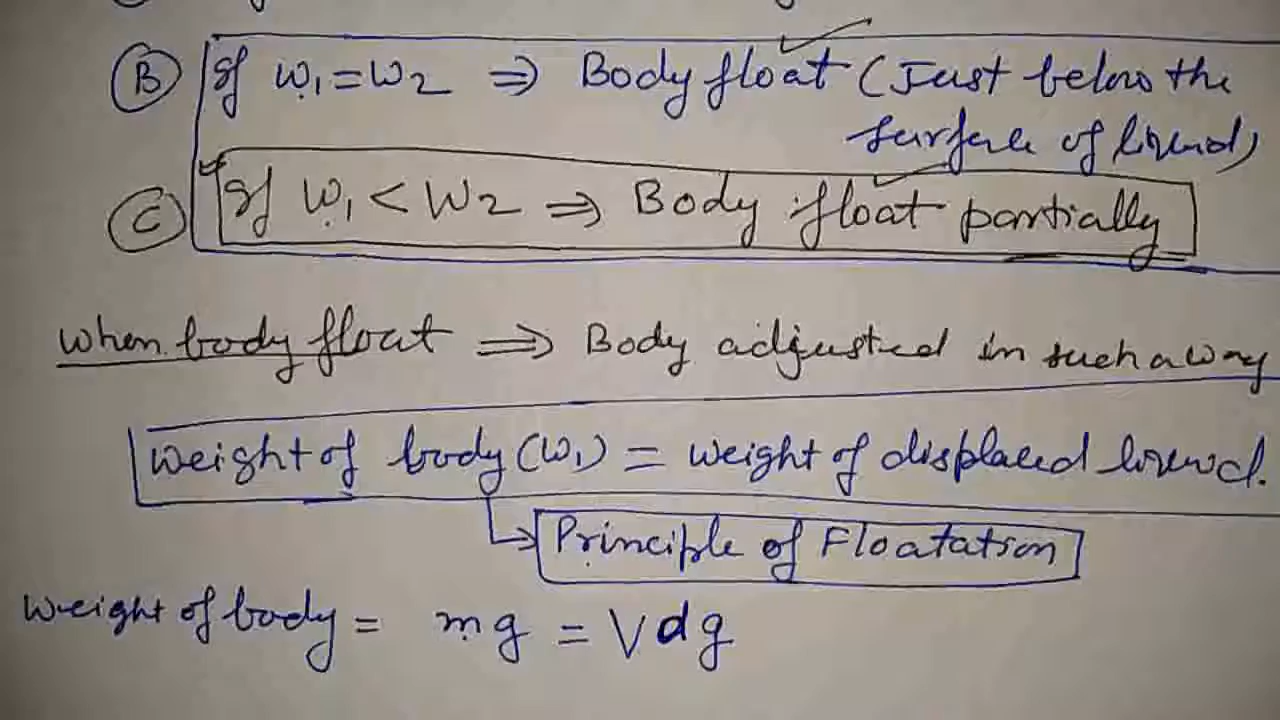 (B) If W1 = W2 ⇒ Body float (Just below the
surface of liquid)
(C) If W1 < W2 ⇒ Body float partially
when body float ⇒ Body adjusted in such a way
weight of body (W1) = weight of displaced liquid.
Principle of Floatation
weight of body = mg = Vdg